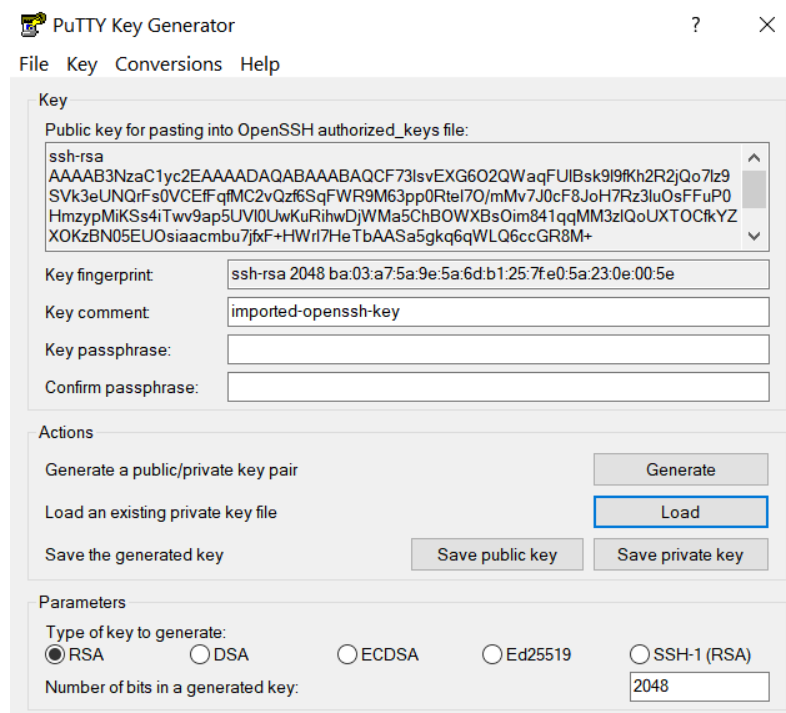 PuTTY Key Generator
File Key Conversions Help
Key
Public key for pasting into OpenSSH authorized_keys file:
ssh-rsa
AAAAB3NzaC1yc2EAAAADAQABAAABAQCF73lsvEXG6O2QWaqFUlBsk9l9fKh2R2jQo7lz9
SVk3eUNQrFs0VCEfFqfMC2vQzf6SqFWR9M63pp0RteI7O/mMv7J0cF8JoH7Rz3luOsFFuP0
HmzypMiKSs4iTwv9ap5UVI0UwKuRihwDjWMa5ChBOWXBsOim841qqMM3zlQoUXTOCfkYZ
XOKzBN05EUOsiaacmbu7jfxF+HWrI7HeTbAASa5gkq6qWLQ6ccGR8M+
Key fingerprint: ssh-rsa 2048 ba:03:a7:5a:9e:5a:6d:b1:25:7f:e0:5a:23:0e:00:5e
Key comment: imported-openssh-key
Key passphrase:
Confirm passphrase:
Actions
Generate a public/private key pair Generate
Load an existing private key file Load
Save the generated key Save public key Save private key
Parameters
Type of key to generate:
RSA DSA ECDSA Ed25519 SSH-1 (RSA)
Number of bits in a generated key: 2048